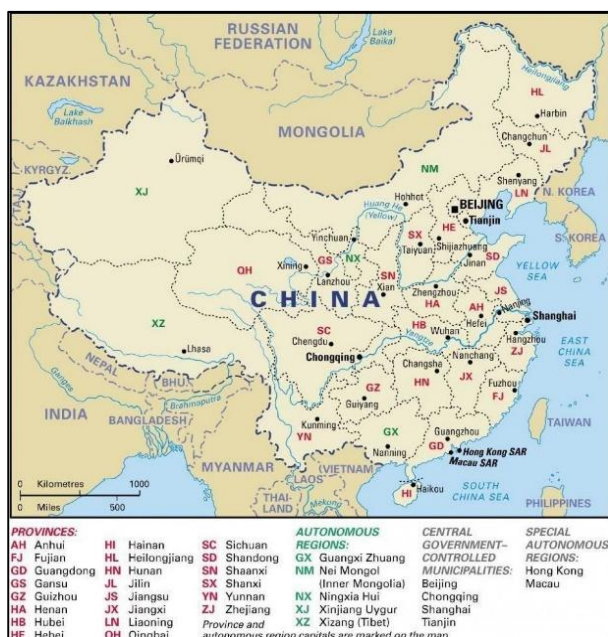 RUSSIAN
FEDERATION
Lake
Baikal
KAZAKHSTAN
Lake
Balkhash
MONGOLIA
Heilongjiang
HL
Harbin
Changchun
JL
KYRGYZ.
TAJ.
Ürümqi
XJ
NM
Shenyang
LN
N. KOREA
Hohhot
BEIJING
Tianjin
Huang He
(Yellow)
HE
SX
Shijiazhuang
Taiyuan
S. KOREA
Yinchuan
NX
GS
QH
Xining
Lanzhou
Jinan
SD
YELLOW
SEA
SN
Xian
Zhengzhou
HA
JS
CHINA
AH
Nanjing
Hefei
Shanghai
XZ
SC
Chengdu
HB
Wuhan
Yangtze
Hangzhou
ZJ
EAST
CHINA
SEA
Lhasa
Chongqing
Nanchang
Changsha
JX
HN
NEPAL
BHU.
Brahmaputra
Ganges
GZ
Guiyang
Fuzhou
FJ
INDIA
BANGLADESH
Kunming
YN
GX
Nanning
Guangzhou
GD
Hong Kong SAR
Macau SAR
TAIWAN
MYANMAR
(VIETNAM)
LAOS
THAI-
LAND
Mekong
Haikou
HI
SOUTH
CHINA SEA
PHILIPPINES
0 Kilometres 1000
0 Miles 500
PROVINCES:
AH Anhui
FJ Fujian
GD Guangdong
GS Gansu
GZ Guizhou
HA Henan
HB Hubei
HE Hebei
HI Hainan
HL Heilongjiang
HN Hunan
JL Jilin
JS Jiangsu
JX Jiangxi
LN Liaoning
QH Qinghai
SC Sichuan
SD Shandong
SN Shaanxi
SX Shanxi
YN Yunnan
ZJ Zhejiang
Province and
autonomous region capitals are marked on the map
AUTONOMOUS
REGIONS:
GX Guangxi Zhuang
NM Nei Mongol
(Inner Mongolia)
NX Ningxia Hui
XJ Xinjiang Uygur
XZ Xizang (Tibet)
CENTRAL
GOVERNMENT–
CONTROLLED
MUNICIPALITIES:
Beijing
Chongqing
Shanghai
Tianjin
SPECIAL
AUTONOMOUS
REGIONS:
Hong Kong
Macau